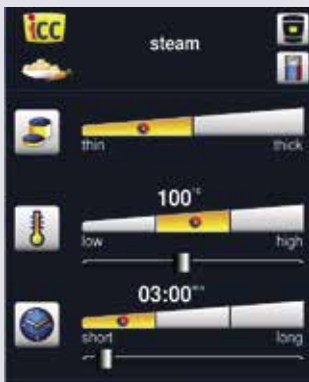 icc
steam
thin thick
100°c
low high
03:00
short long